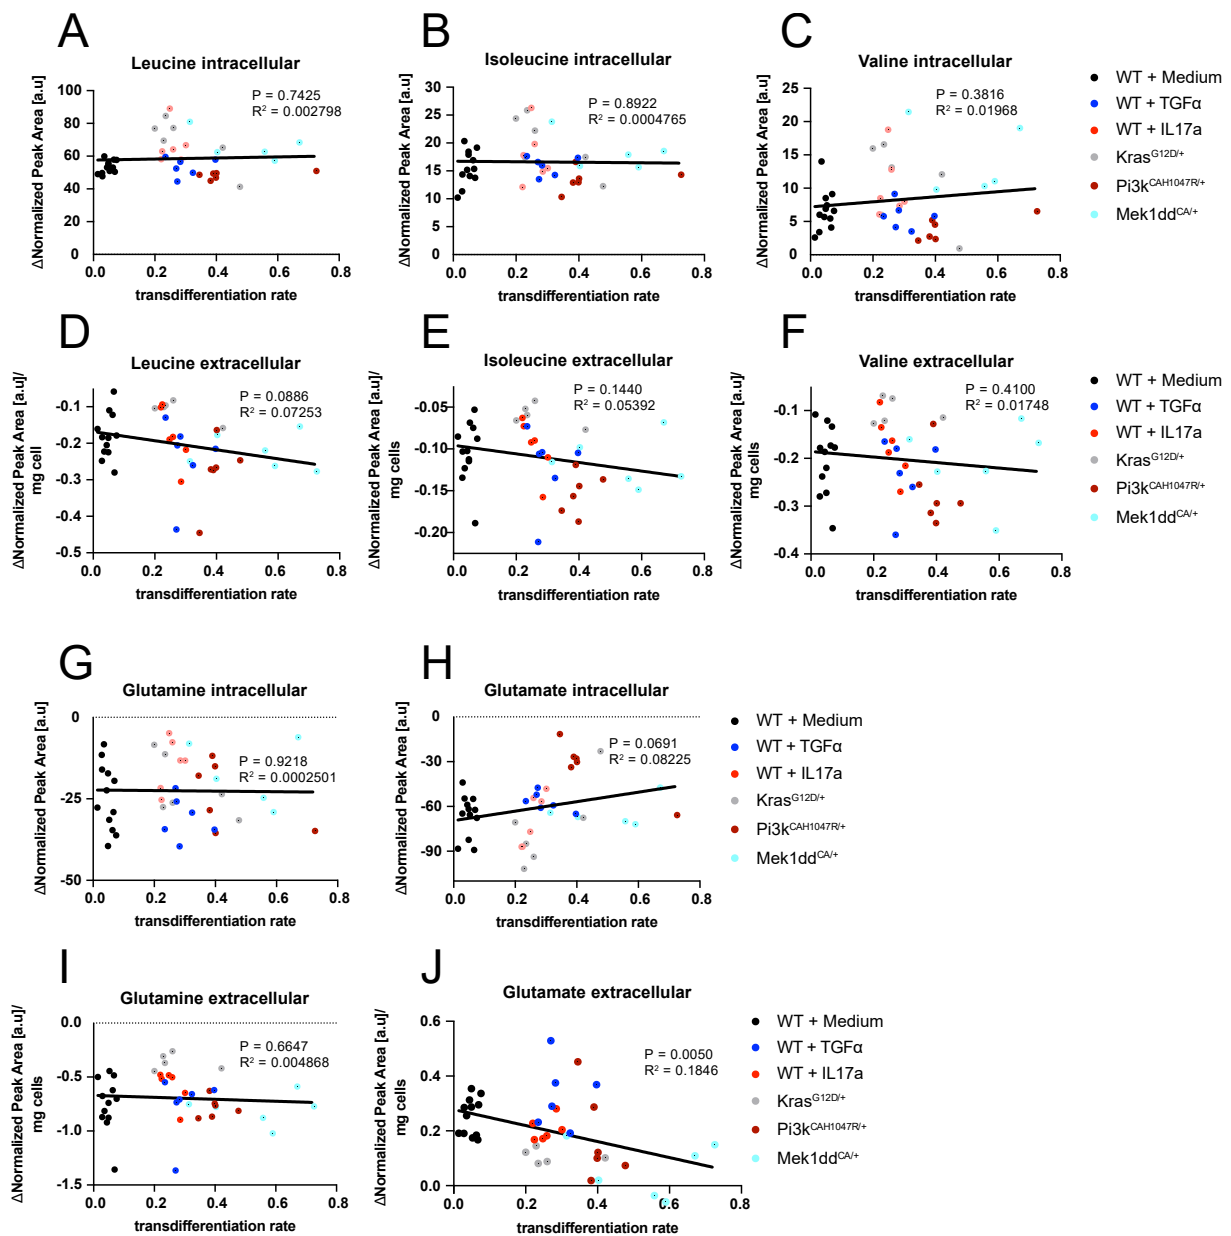 A
Leucine intracellular
ΔNormalized Peak Area [a.u]
100
80
60
40
20
0
P = 0.7425
R² = 0.002798
0.0 0.2 0.4 0.6 0.8
transdifferentiation rate
B
Isoleucine intracellular
ΔNormalized Peak Area [a.u]
30
25
20
15
10
5
0
P = 0.8922
R² = 0.0004765
0.0 0.2 0.4 0.6 0.8
transdifferentiation rate
C
Valine intracellular
ΔNormalized Peak Area [a.u]
25
20
15
10
5
0
P = 0.3816
R² = 0.01968
0.0 0.2 0.4 0.6 0.8
transdifferentiation rate
WT + Medium
WT + TGFα
WT + IL17a
Kras^G12D/+
Pi3k^CAH1047R/+
Mek1dd^CA/+
D
Leucine extracellular
ΔNormalized Peak Area [a.u]/
mg cell
-0.1
-0.2
-0.3
-0.4
-0.5
P = 0.0886
R² = 0.07253
0.0 0.2 0.4 0.6 0.8
transdifferentiation rate
E
Isoleucine extracellular
ΔNormalized Peak Area [a.u]/
mg cells
-0.05
-0.10
-0.15
-0.20
P = 0.1440
R² = 0.05392
0.0 0.2 0.4 0.6 0.8
transdifferentiation rate
F
Valine extracellular
ΔNormalized Peak Area [a.u]/
mg cells
-0.1
-0.2
-0.3
-0.4
P = 0.4100
R² = 0.01748
0.0 0.2 0.4 0.6 0.8
transdifferentiation rate
WT + Medium
WT + TGFα
WT + IL17a
Kras^G12D/+
Pi3k^CAH1047R/+
Mek1dd^CA/+
G
Glutamine intracellular
ΔNormalized Peak Area [a.u]
0
-25
-50
P = 0.9218
R² = 0.0002501
0.0 0.2 0.4 0.6 0.8
transdifferentiation rate
H
Glutamate intracellular
ΔNormalized Peak Area [a.u]
0
-30
-60
-90
P = 0.0691
R² = 0.08225
0.0 0.2 0.4 0.6 0.8
transdifferentiation rate
WT + Medium
WT + TGFα
WT + IL17a
Kras^G12D/+
Pi3k^CAH1047R/+
Mek1dd^CA/+
I
Glutamine extracellular
ΔNormalized Peak Area [a.u]/
mg cells
0.0
-0.5
-1.0
-1.5
P = 0.6647
R² = 0.004868
0.0 0.2 0.4 0.6 0.8
transdifferentiation rate
J
Glutamate extracellular
ΔNormalized Peak Area [a.u]/
mg cells
0.6
0.4
0.2
0.0
P = 0.0050
R² = 0.1846
0.0 0.2 0.4 0.6 0.8
transdifferentiation rate
WT + Medium
WT + TGFα
WT + IL17a
Kras^G12D/+
Pi3k^CAH1047R/+
Mek1dd^CA/+